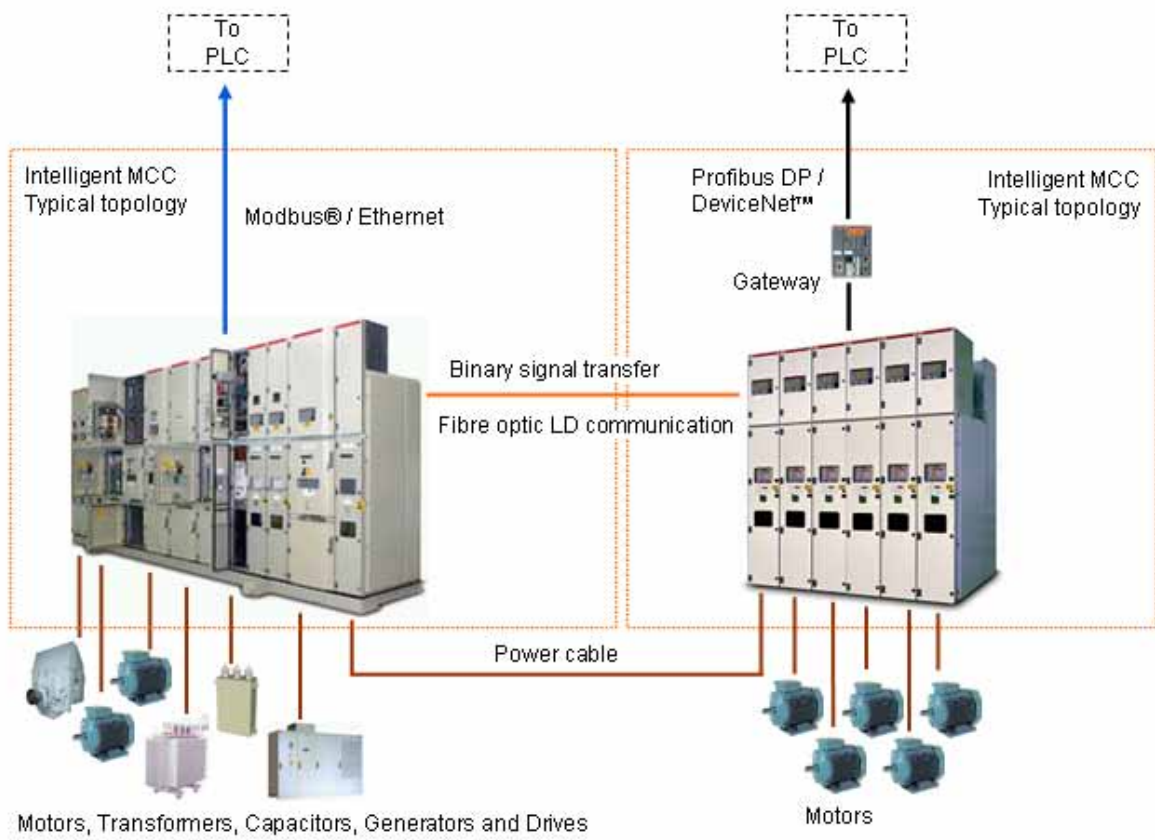 To
PLC
To
PLC
Intelligent MCC
Typical topology
Modbus® / Ethernet
Profibus DP /
DeviceNet™
Intelligent MCC
Typical topology
Gateway
Binary signal transfer
Fibre optic LD communication
Power cable
Motors, Transformers, Capacitors, Generators and Drives
Motors